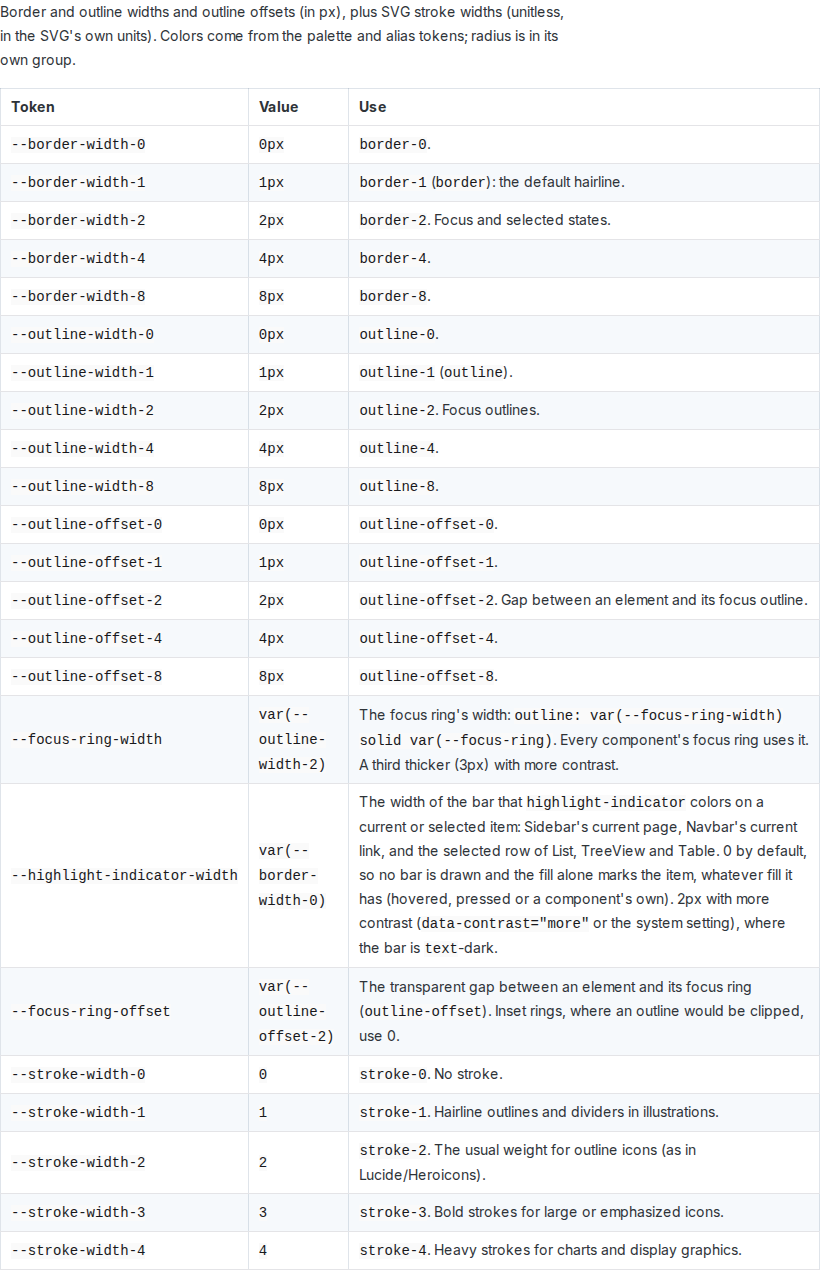 Border and outline widths and outline offsets (in px), plus SVG stroke widths (unitless,
in the SVG's own units). Colors come from the palette and alias tokens; radius is in its
own group.
Token Value Use
--border-width-0 0px border-0.
--border-width-1 1px border-1 (border): the default hairline.
--border-width-2 2px border-2. Focus and selected states.
--border-width-4 4px border-4.
--border-width-8 8px border-8.
--outline-width-0 0px outline-0.
--outline-width-1 1px outline-1 (outline).
--outline-width-2 2px outline-2. Focus outlines.
--outline-width-4 4px outline-4.
--outline-width-8 8px outline-8.
--outline-offset-0 0px outline-offset-0.
--outline-offset-1 1px outline-offset-1.
--outline-offset-2 2px outline-offset-2. Gap between an element and its focus outline.
--outline-offset-4 4px outline-offset-4.
--outline-offset-8 8px outline-offset-8.
--focus-ring-width
var(--
outline-
width-2)
The focus ring's width: outline: var(--focus-ring-width)
solid var(--focus-ring). Every component's focus ring uses it.
A third thicker (3px) with more contrast.
--highlight-indicator-width
var(--
border-
width-0)
The width of the bar that highlight-indicator colors on a
current or selected item: Sidebar's current page, Navbar's current
link, and the selected row of List, TreeView and Table. 0 by default,
so no bar is drawn and the fill alone marks the item, whatever fill it
has (hovered, pressed or a component's own). 2px with more
contrast (data-contrast="more" or the system setting), where
the bar is text-dark.
--focus-ring-offset
var(--
outline-
offset-2)
The transparent gap between an element and its focus ring
(outline-offset). Inset rings, where an outline would be clipped,
use 0.
--stroke-width-0 0 stroke-0. No stroke.
--stroke-width-1 1 stroke-1. Hairline outlines and dividers in illustrations.
--stroke-width-2 2 stroke-2. The usual weight for outline icons (as in
Lucide/Heroicons).
--stroke-width-3 3 stroke-3. Bold strokes for large or emphasized icons.
--stroke-width-4 4 stroke-4. Heavy strokes for charts and display graphics.